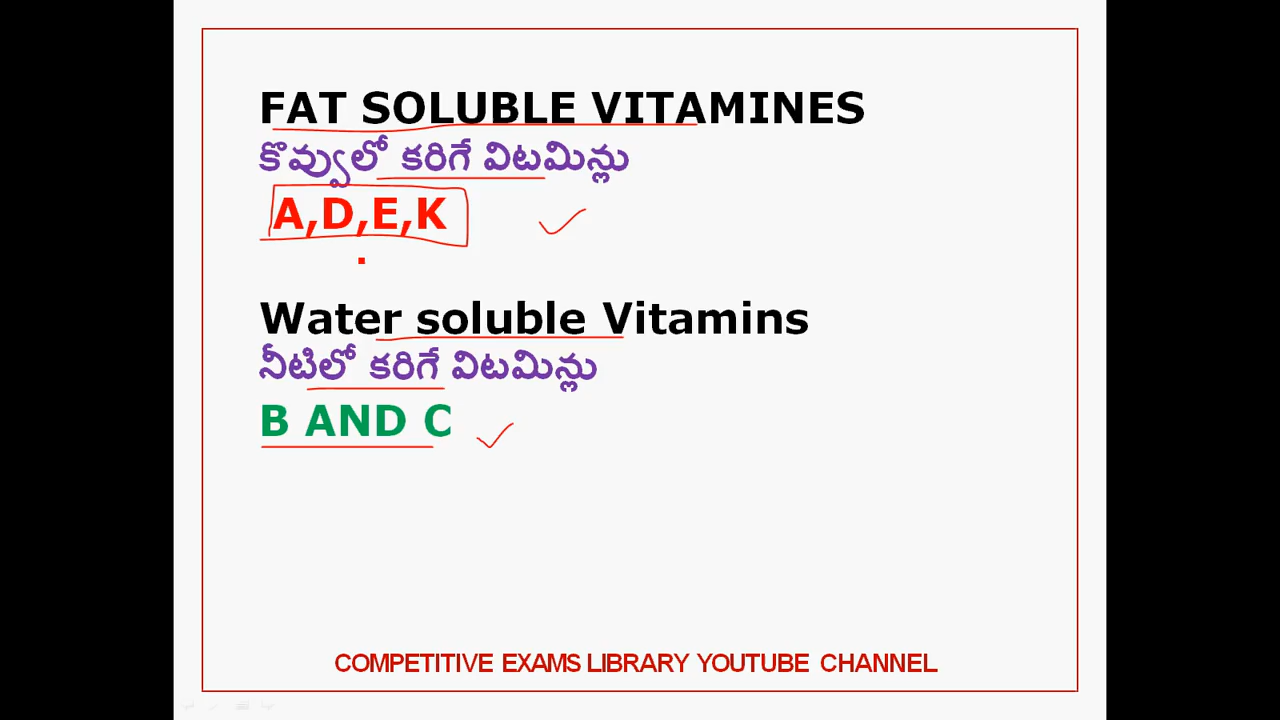 FAT SOLUBLE VITAMINES
కొవ్వులో కరిగే విటమిన్లు
A,D,E,K
Water soluble Vitamins
నీటిలో కరిగే విటమిన్లు
B AND C
COMPETITIVE EXAMS LIBRARY YOUTUBE CHANNEL